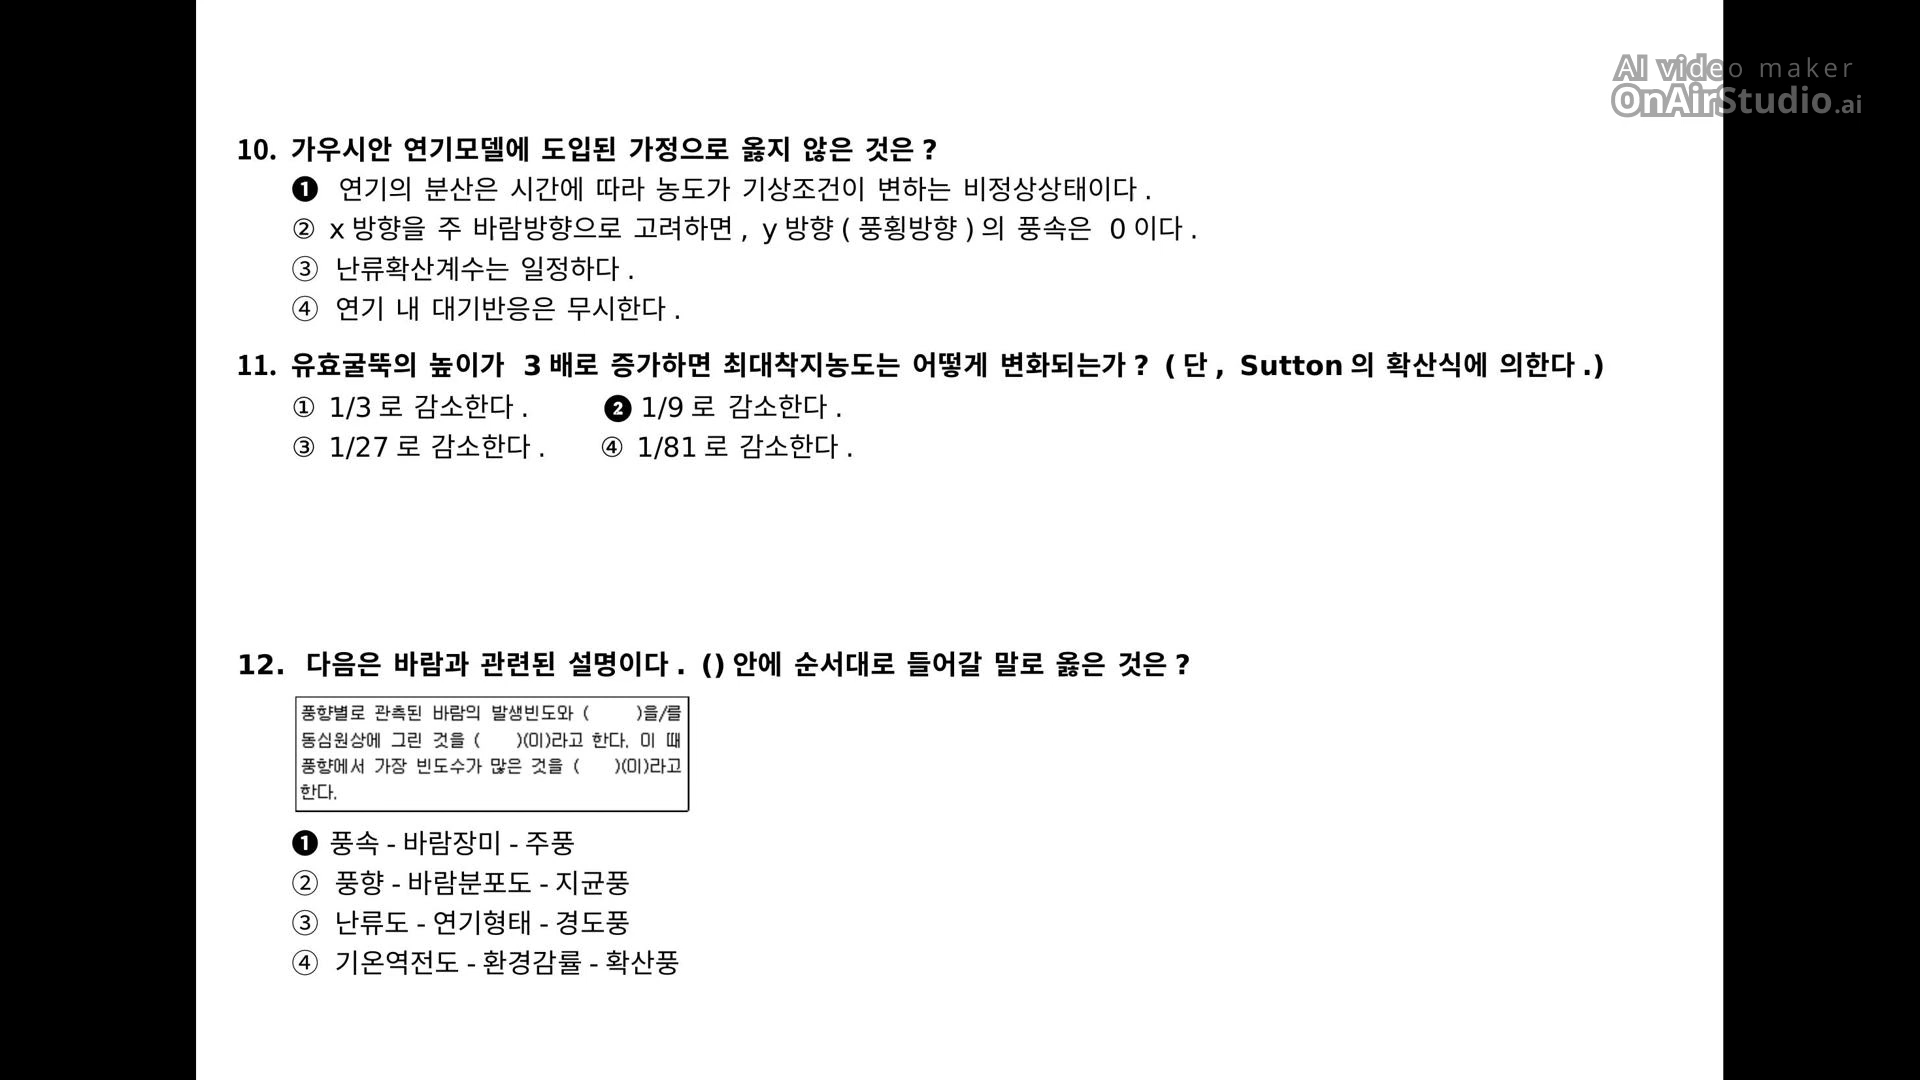 AI video maker
OnAirStudio.ai
10. 가우시안 연기모델에 도입된 가정으로 옳지 않은 것은?
❶ 연기의 분산은 시간에 따라 농도가 기상조건이 변하는 비정상상태이다.
② x방향을 주 바람방향으로 고려하면, y방향(풍횡방향)의 풍속은 0이다.
③ 난류확산계수는 일정하다.
④ 연기 내 대기반응은 무시한다.
11. 유효굴뚝의 높이가 3배로 증가하면 최대착지농도는 어떻게 변화되는가? (단, Sutton의 확산식에 의한다.)
① 1/3로 감소한다. ❷ 1/9로 감소한다.
③ 1/27로 감소한다. ④ 1/81로 감소한다.
12. 다음은 바람과 관련된 설명이다. ()안에 순서대로 들어갈 말로 옳은 것은?
풍향별로 관측된 바람의 발생빈도와 ( )을/를
동심원상에 그린 것을 ( )(이)라고 한다. 이 때
풍향에서 가장 빈도수가 많은 것을 ( )(이)라고
한다.
❶ 풍속-바람장미-주풍
② 풍향-바람분포도-지균풍
③ 난류도-연기형태-경도풍
④ 기온역전도-환경감률-확산풍